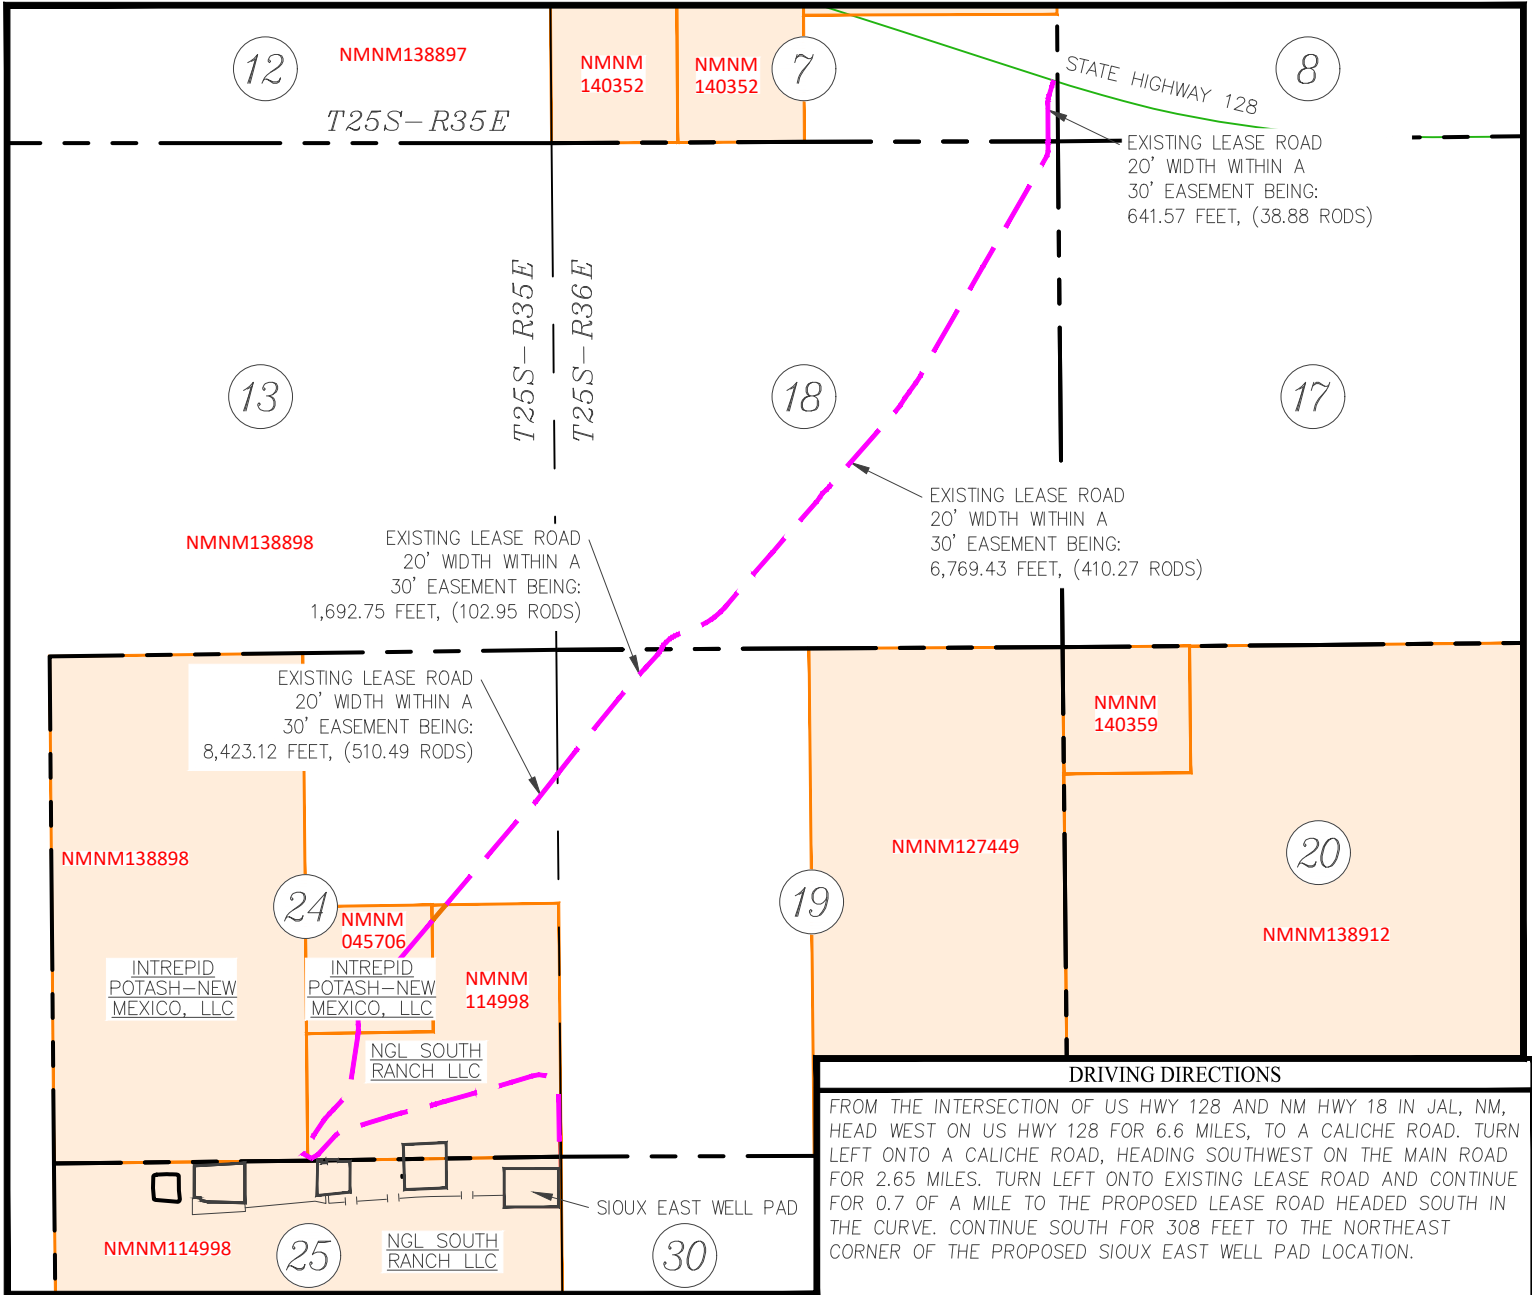 12
NMNM138897
T25S-R35E
NMNM
140352
NMNM
140352
7
8
STATE HIGHWAY 128
EXISTING LEASE ROAD
20' WIDTH WITHIN A
30' EASEMENT BEING:
641.57 FEET, (38.88 RODS)
T25S-R35E
T25S-R36E
13
18
17
NMNM138898
EXISTING LEASE ROAD
20' WIDTH WITHIN A
30' EASEMENT BEING:
1,692.75 FEET, (102.95 RODS)
EXISTING LEASE ROAD
20' WIDTH WITHIN A
30' EASEMENT BEING:
6,769.43 FEET, (410.27 RODS)
EXISTING LEASE ROAD
20' WIDTH WITHIN A
30' EASEMENT BEING:
8,423.12 FEET, (510.49 RODS)
NMNM
140359
NMNM138898
NMNM127449
20
24
NMNM
045706
19
NMNM138912
INTREPID
POTASH-NEW
MEXICO, LLC
INTREPID
POTASH-NEW
MEXICO, LLC
NMNM
114998
NGL SOUTH
RANCH LLC
SIOUX EAST WELL PAD
NMNM114998
25
NGL SOUTH
RANCH LLC
30
DRIVING DIRECTIONS
FROM THE INTERSECTION OF US HWY 128 AND NM HWY 18 IN JAL, NM,
HEAD WEST ON US HWY 128 FOR 6.6 MILES, TO A CALICHE ROAD. TURN
LEFT ONTO A CALICHE ROAD, HEADING SOUTHWEST ON THE MAIN ROAD
FOR 2.65 MILES. TURN LEFT ONTO EXISTING LEASE ROAD AND CONTINUE
FOR 0.7 OF A MILE TO THE PROPOSED LEASE ROAD HEADED SOUTH IN
THE CURVE. CONTINUE SOUTH FOR 308 FEET TO THE NORTHEAST
CORNER OF THE PROPOSED SIOUX EAST WELL PAD LOCATION.